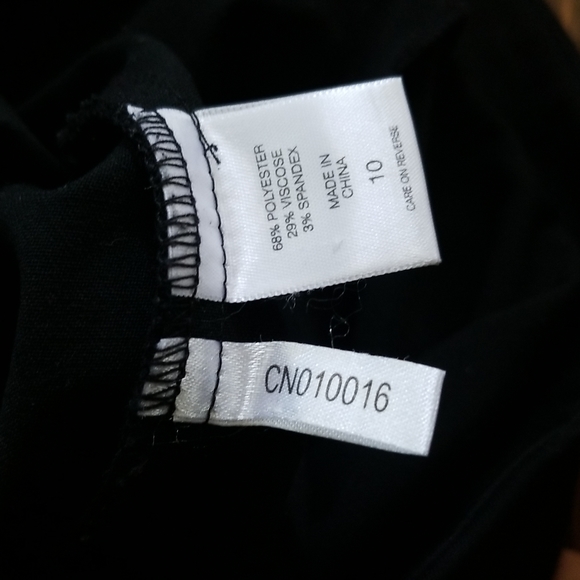 68% POLYESTER
29% VISCOSE
3% SPANDEX
MADE IN
CHINA
10
CARE ON REVERSE
CN010016